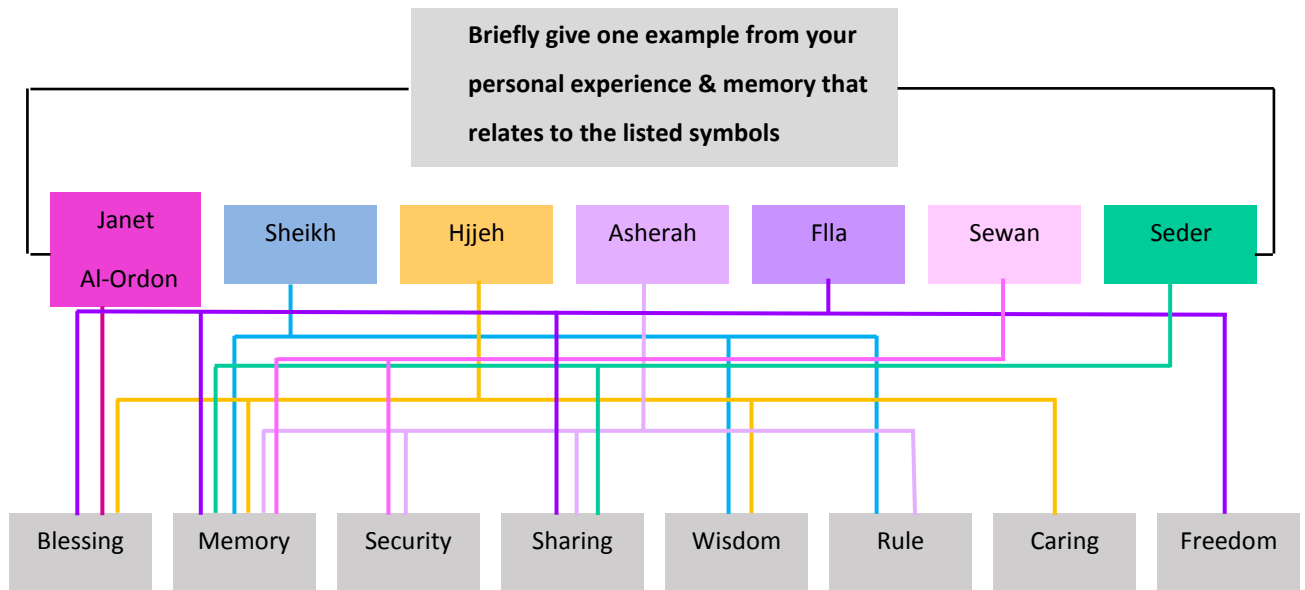 Briefly give one example from your
personal experience & memory that
relates to the listed symbols
Janet
Al-Ordon
Sheikh
Hjjeh
Asherah
Flla
Sewan
Seder
Blessing
Memory
Security
Sharing
Wisdom
Rule
Caring
Freedom